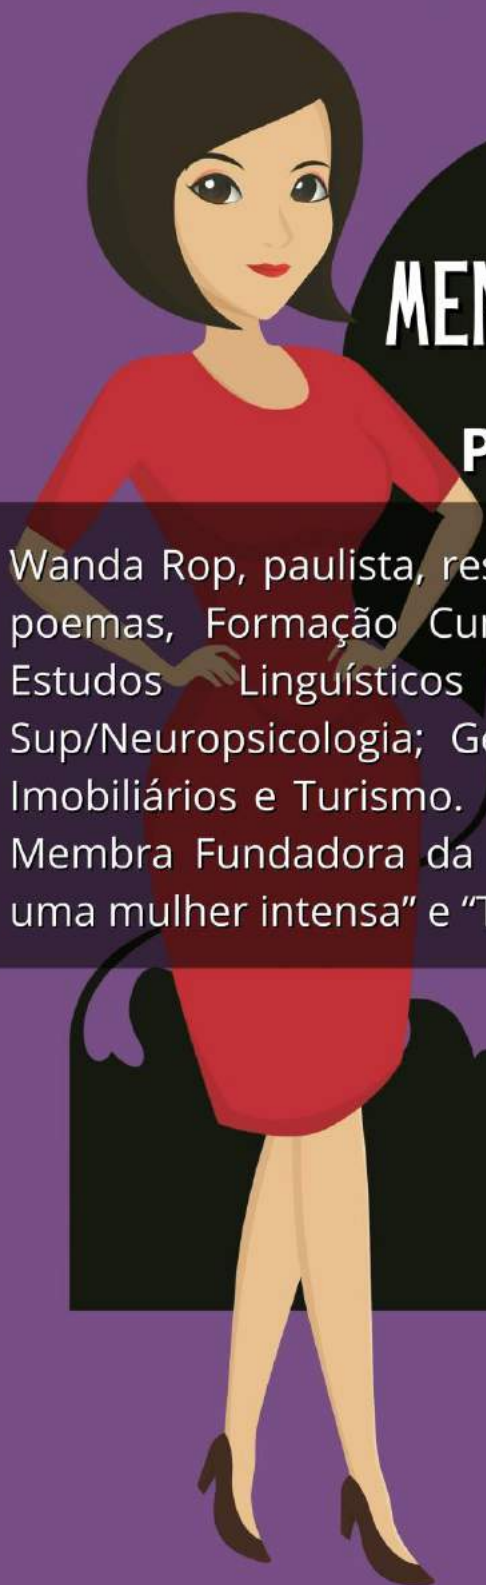 MEN
P
Wanda Rop, paulista, res
poemas, Formação Cur
Estudos Linguísticos
Sup/Neuropsicologia; Ge
Imobiliários e Turismo.
Membra Fundadora da
uma mulher intensa” e “T